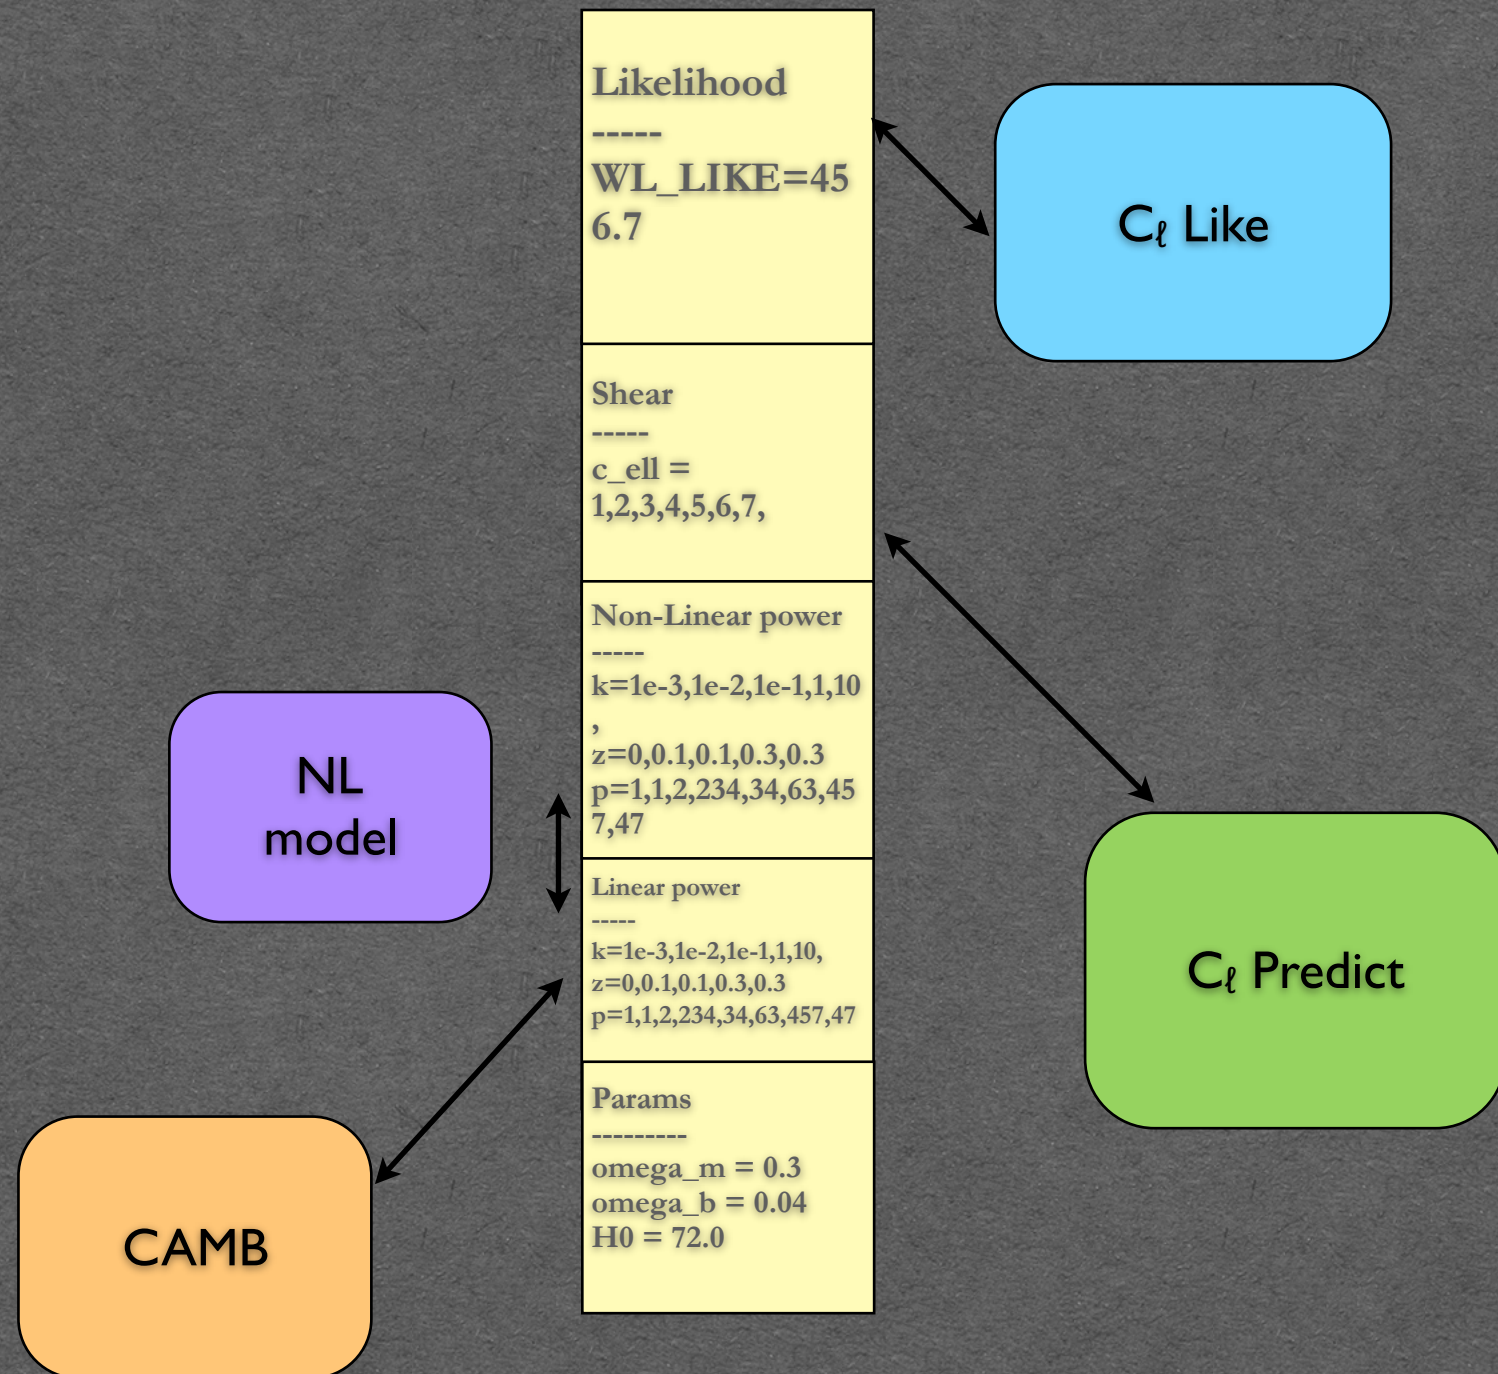 Likelihood
-----
WL_LIKE=45
6.7
Cℓ Like
Shear
-----
c_ell =
1,2,3,4,5,6,7,
Non-Linear power
-----
k=1e-3,1e-2,1e-1,1,10
,
z=0,0.1,0.1,0.3,0.3
p=1,1,2,234,34,63,45
7,47
NL
model
Linear power
-----
k=1e-3,1e-2,1e-1,1,10,
z=0,0.1,0.1,0.3,0.3
p=1,1,2,234,34,63,457,47
Cℓ Predict
Params
---------
omega_m = 0.3
omega_b = 0.04
H0 = 72.0
CAMB